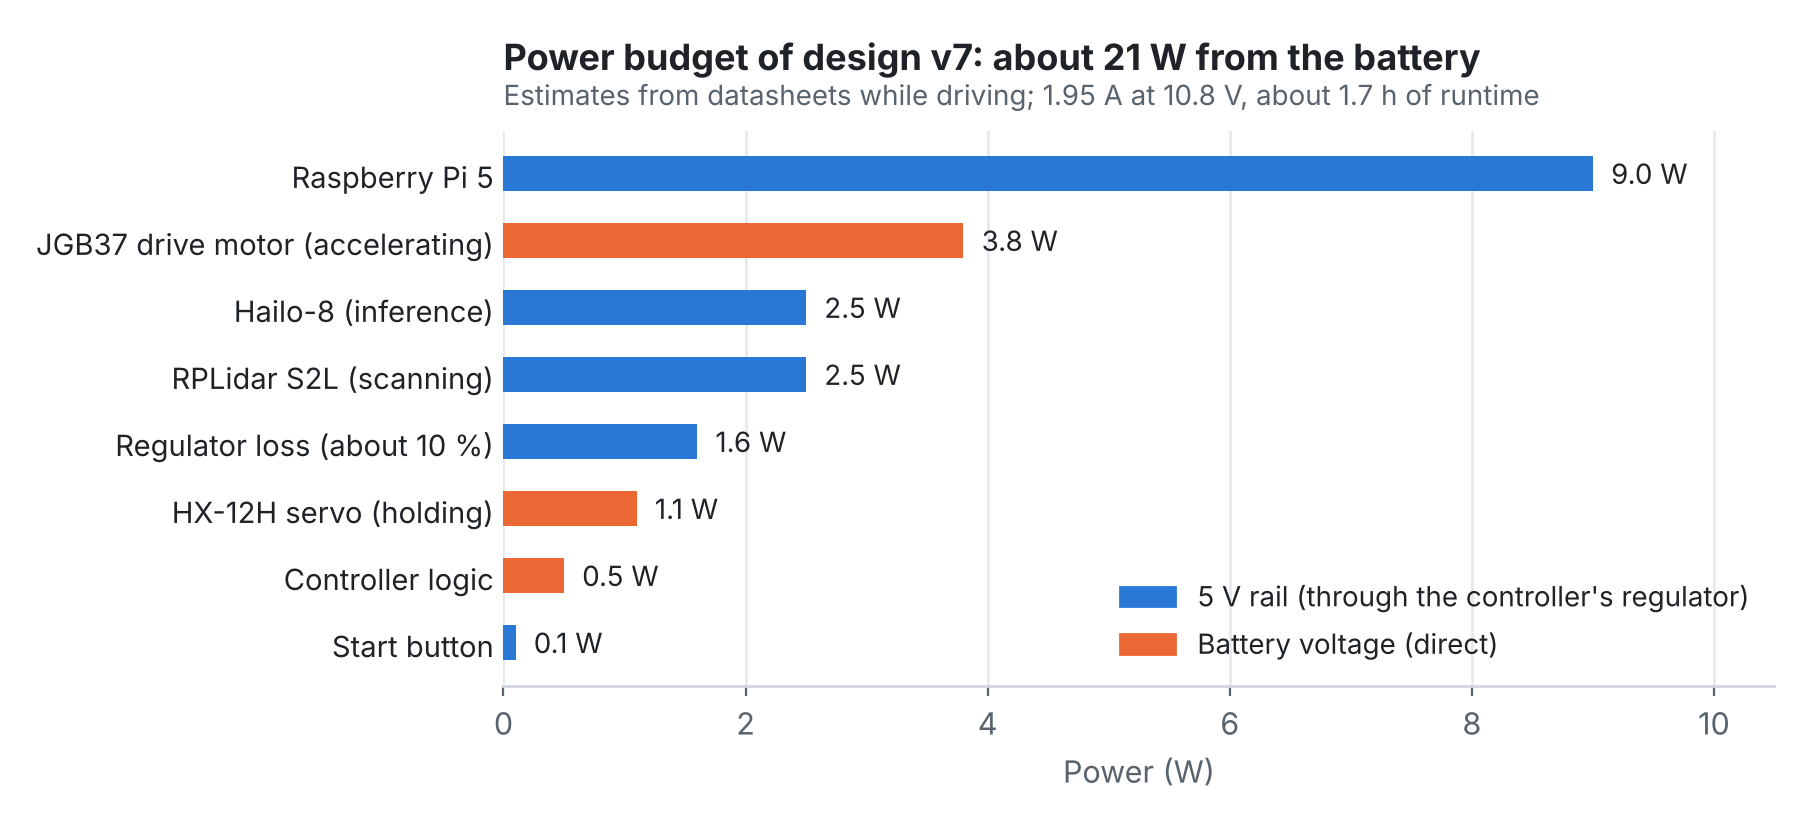 Power budget of design v7: about 21 W from the battery
Estimates from datasheets while driving; 1.95 A at 10.8 V, about 1.7 h of runtime
Raspberry Pi 5
9.0 W
JGB37 drive motor (accelerating)
3.8 W
Hailo-8 (inference)
2.5 W
RPLidar S2L (scanning)
2.5 W
Regulator loss (about 10 %)
1.6 W
HX-12H servo (holding)
1.1 W
Controller logic
0.5 W
Start button
0.1 W
5 V rail (through the controller's regulator)
Battery voltage (direct)
0 2 4 6 8 10
Power (W)